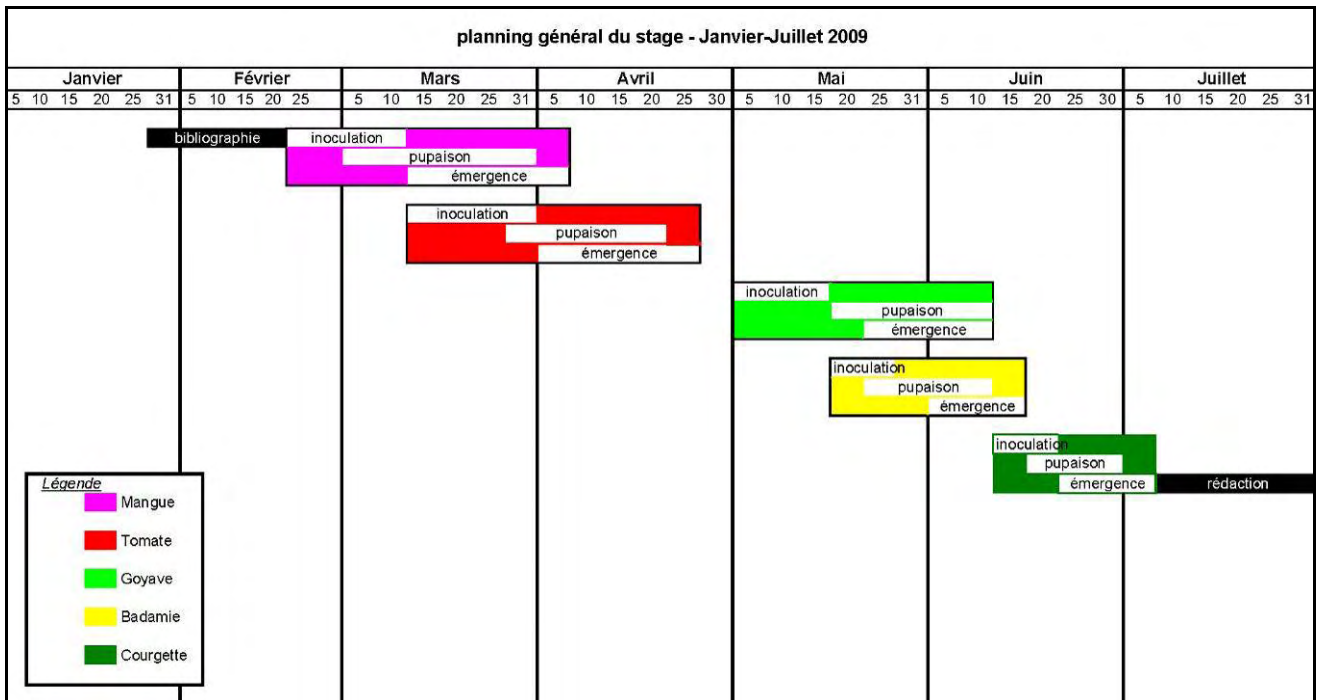 planning général du stage - Janvier-Juillet 2009
Janvier Février Mars Avril Mai Juin Juillet
5 10 15 20 25 31 5 10 15 20 25 5 10 15 20 25 31 5 10 15 20 25 30 5 10 15 20 25 31 5 10 15 20 25 30 5 10 15 20 25 31
bibliographie inoculation
pupaison
émergence
inoculation
pupaison
émergence
inoculation
pupaison
émergence
inoculation
pupaison
émergence
inoculation
pupaison
émergence rédaction
Légende
Mangue
Tomate
Goyave
Badamie
Courgette